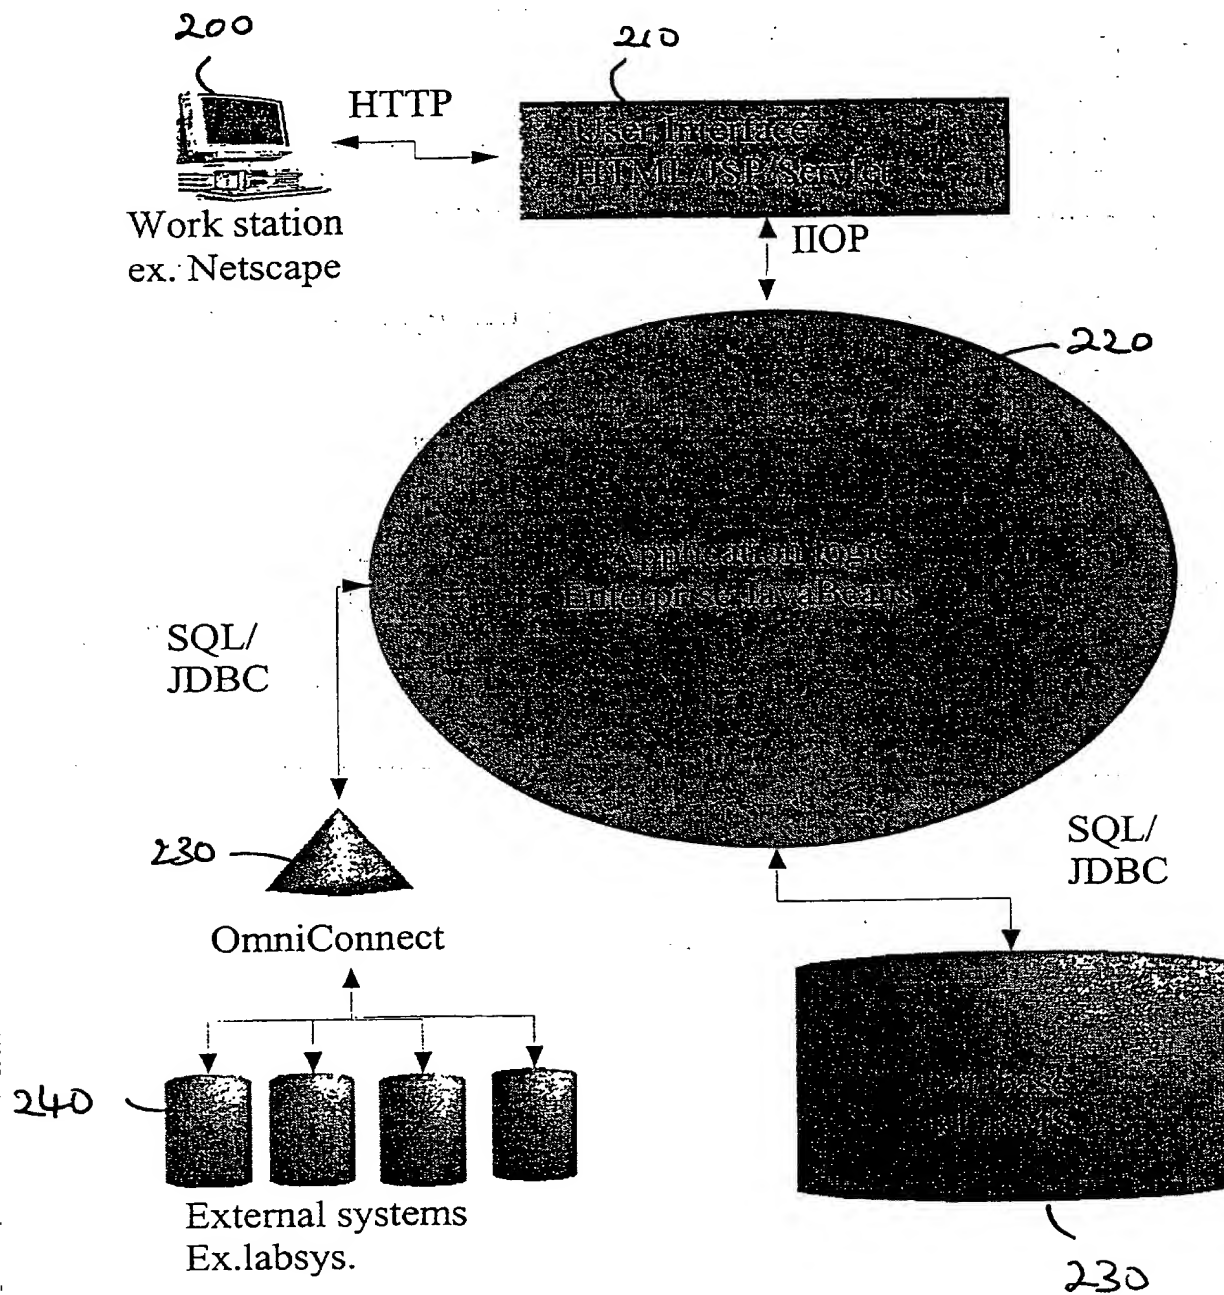 200
210
HTTP
User Interface
HTML/JSP/Servlet
Work station
ex. Netscape
IIOP
220
Application logic
Enterprise JavaBeans
SQL/
JDBC
230
SQL/
JDBC
OmniConnect
240
External systems
Ex.labsys.
230